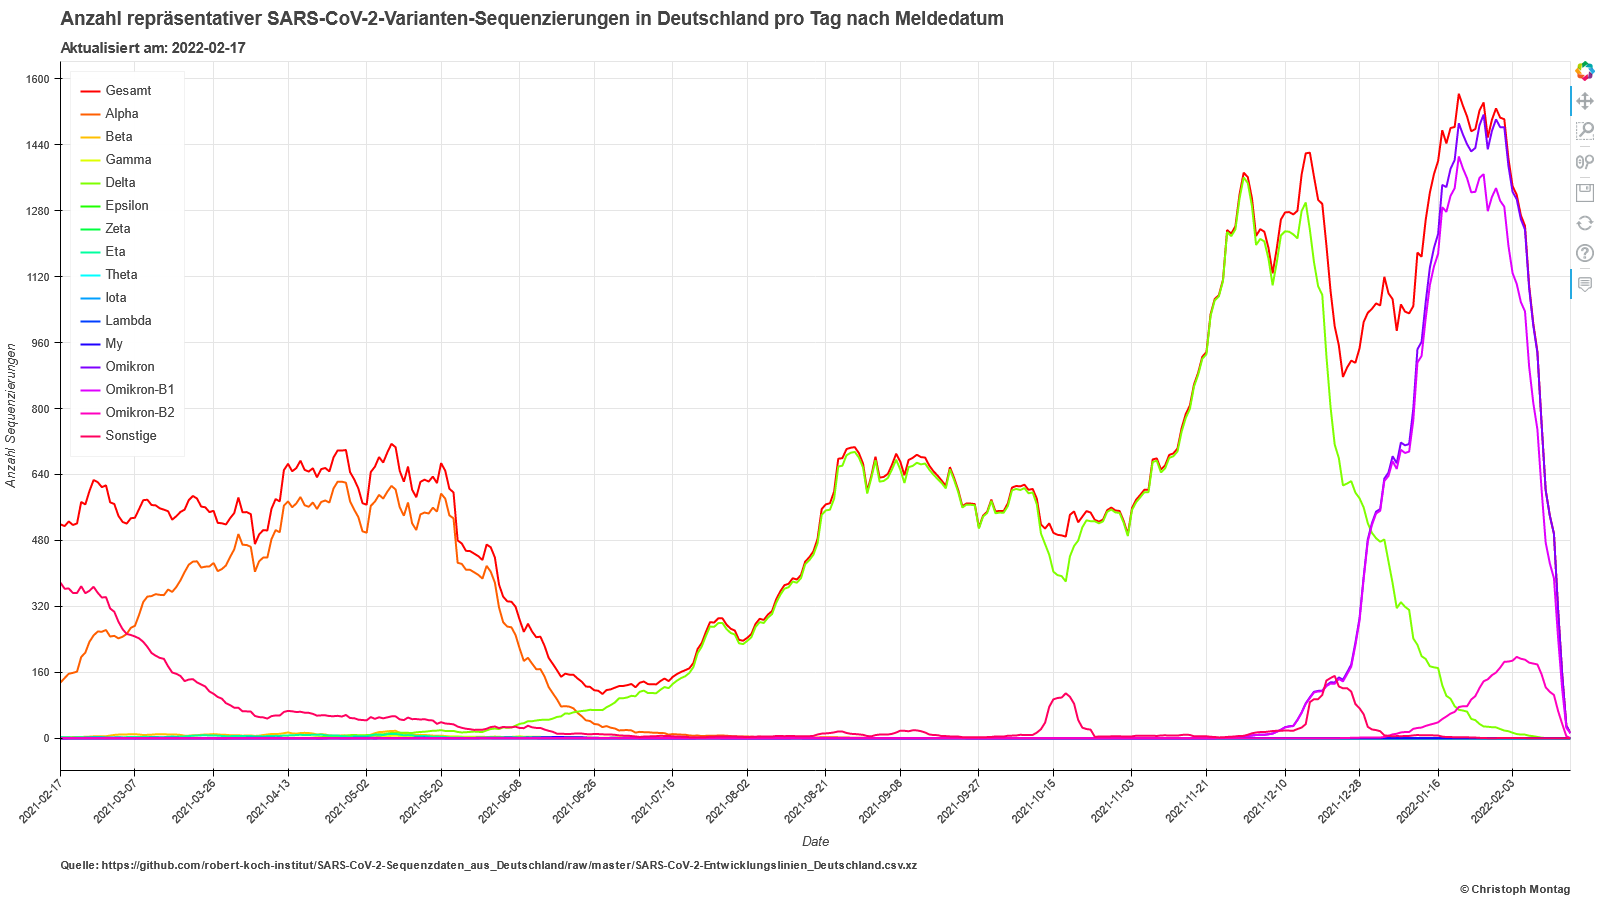 Anzahl repräsentativer SARS-CoV-2-Varianten-Sequenzierungen in Deutschland pro Tag nach Meldedatum
Aktualisiert am: 2022-02-17
1600
1440
1280
1120
960
800
640
480
320
160
0
Anzahl Sequenzierungen
Gesamt
Alpha
Beta
Gamma
Delta
Epsilon
Zeta
Eta
Theta
Iota
Lambda
My
Omikron
Omikron-B1
Omikron-B2
Sonstige
2021-02-17
2021-03-07
2021-03-26
2021-04-13
2021-05-02
2021-05-20
2021-06-08
2021-06-26
2021-07-15
2021-08-02
2021-08-21
2021-09-08
2021-09-27
2021-10-15
2021-11-03
2021-11-21
2021-12-10
2021-12-28
2022-01-16
2022-02-03
Date
Quelle: https://github.com/robert-koch-institut/SARS-CoV-2-Sequenzdaten_aus_Deutschland/raw/master/SARS-CoV-2-Entwicklungslinien_Deutschland.csv.xz
© Christoph Montag